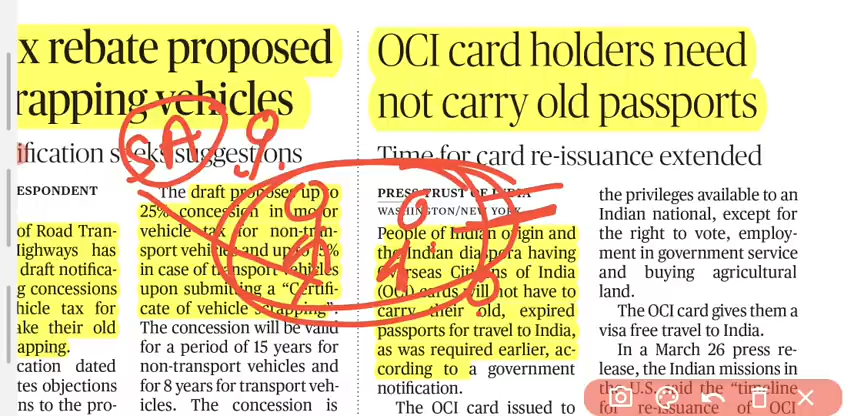 x rebate proposed
rapping vehicles
ification seeks suggestions
ESPONDENT
of Road Tran-
Highways has
draft notifica-
g concessions
hicle tax for
ake their old
apping.
cation dated
tes objections
ns to the pro-
The draft proposes up to
25% concession in motor
vehicle tax for non-tran-
sport vehicles and up to
in case of transport vehicles
upon submitting a “Certifi-
cate of vehicle scrapping”.
The concession will be valid
for a period of 15 years for
non-transport vehicles and
for 8 years for transport veh-
icles. The concession is
SA
OCI card holders need
not carry old passports
Time for card re-issuance extended
PRESS TRUST OF INDIA
WASHINGTON/NEW YORK
People of Indian origin and
the Indian diaspora having
Overseas Citizens of India
(OCI) cards will not have to
carry their old, expired
passports for travel to India,
as was required earlier, ac-
cording to a government
notification.
The OCI card issued to
the privileges available to an
Indian national, except for
the right to vote, employ-
ment in government service
and buying agricultural
land.
The OCI card gives them a
visa free travel to India.
In a March 26 press re-
lease, the Indian missions in
the U.S. said the “timeline
for re-issuance of OCI